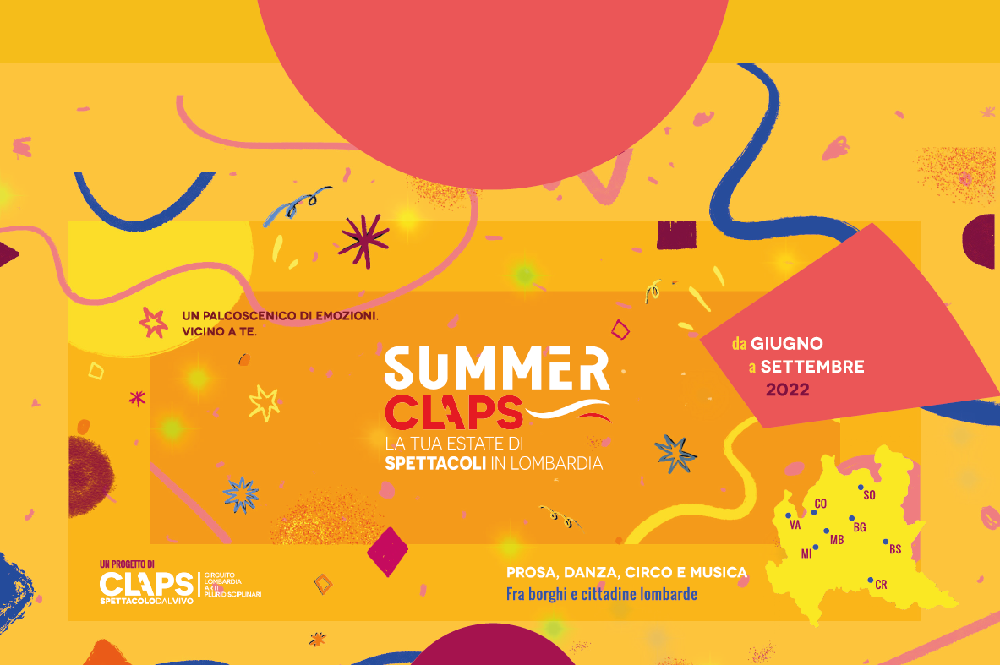 UN PALCOSCENICO DI EMOZIONI.
VICINO A TE.
SUMMER
CLAPS
LA TUA ESTATE DI
SPETTACOLI IN LOMBARDIA
da GIUGNO
a SETTEMBRE
2022
SO
CO
VA
BG
MB
MI
BS
CR
UN PROGETTO DI
CLAPS
SPETTACOLODALVIVO
CIRCUITO
LOMBARDIA
ARTI
PLURIDISCIPLINARI
PROSA, DANZA, CIRCO E MUSICA
Fra borghi e cittadine lombarde